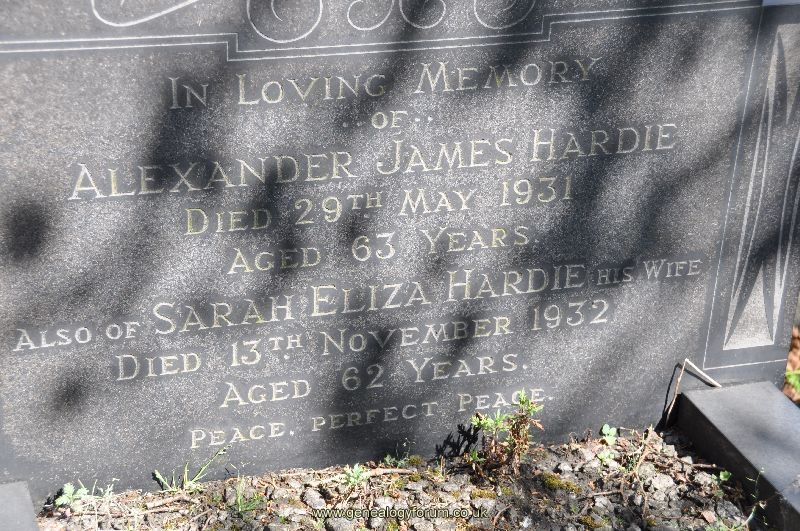 In Loving Memory
of
Alexander James Hardie
Died 29th May 1931
Aged 63 Years.
Also of Sarah Eliza Hardie his Wife
Died 13th November 1932
Aged 62 Years.
Peace, perfect Peace.
www.genealogyforum.co.uk